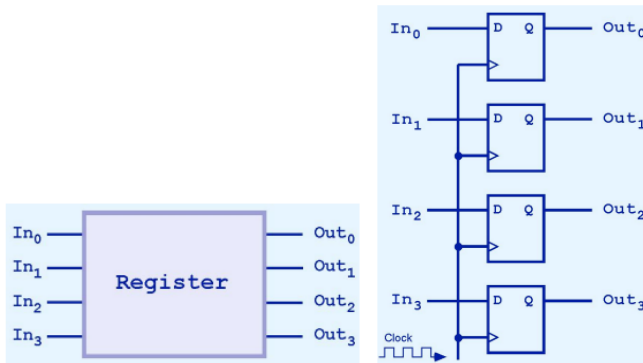 In0 Out0
In1 Out1
Register
In2 Out2
In3 Out3
In0 D Q Out0
In1 D Q Out1
In2 D Q Out2
In3 D Q Out3
Clock